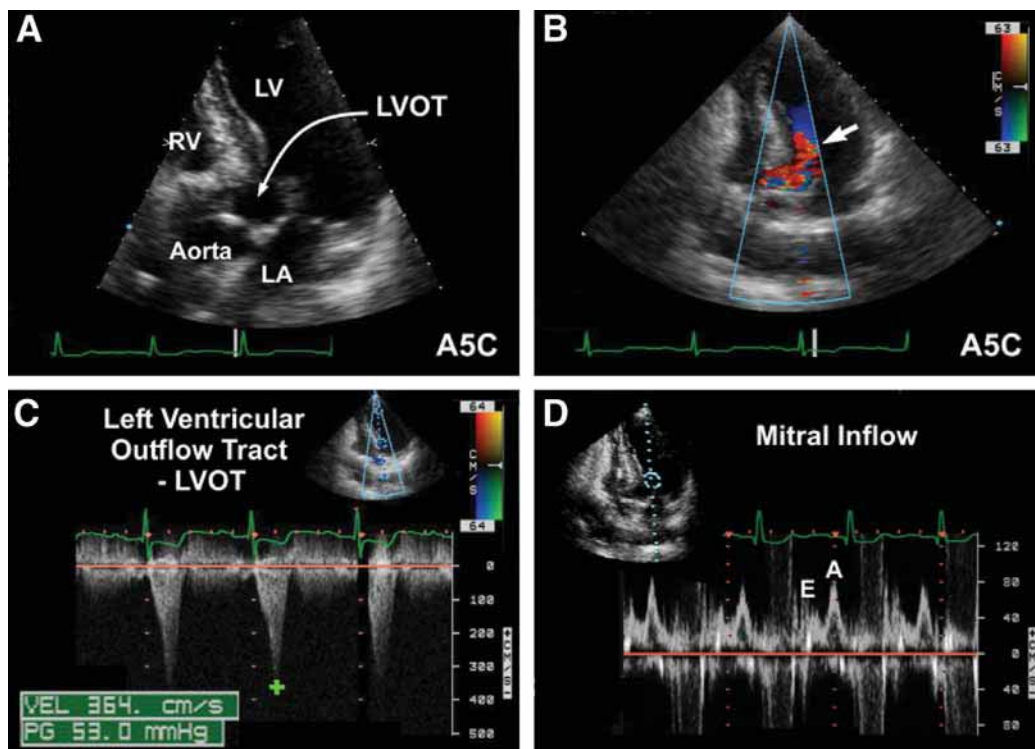 A
LV
LVOT
RV
Aorta
LA
A5C
B
63
CM/S
63
A5C
C
Left Ventricular
Outflow Tract
- LVOT
64
CM/S
64
0
100
200
300
400
500
VEL 364. cm/s
PG 53.0 mmHg
D
Mitral Inflow
E
A
120
80
40
0
40
80